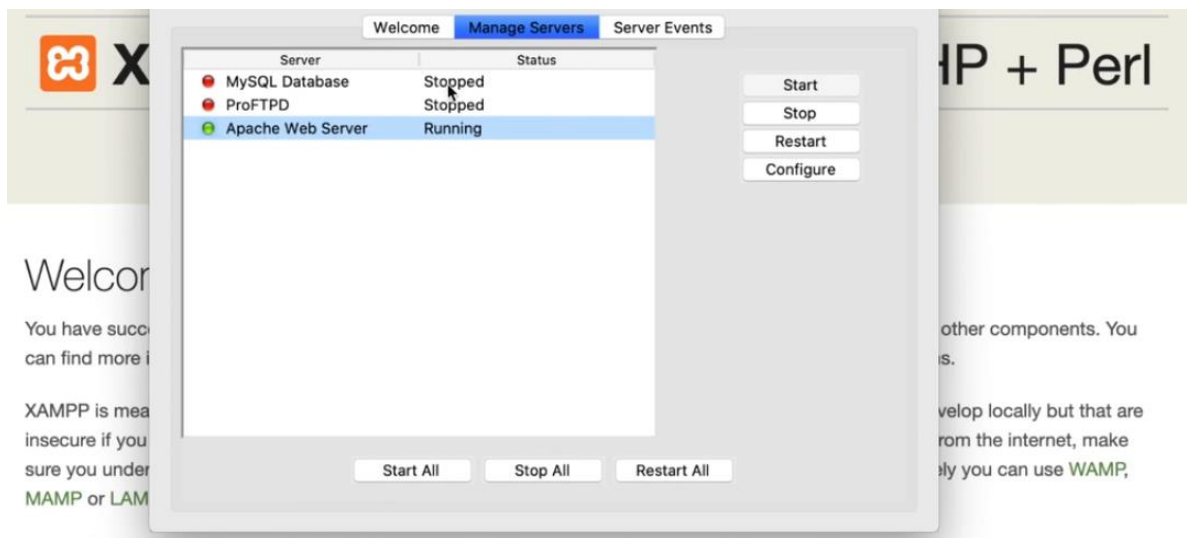 Welcome Manage Servers Server Events
X HP + Perl
Server Status
MySQL Database Stopped
ProFTPD Stopped
Apache Web Server Running
Start
Stop
Restart
Configure
Start All Stop All Restart All
Welcor
You have succ other components. You
can find more i s.
XAMPP is mea velop locally but that are
insecure if you rom the internet, make
sure you under ely you can use WAMP,
MAMP or LAM